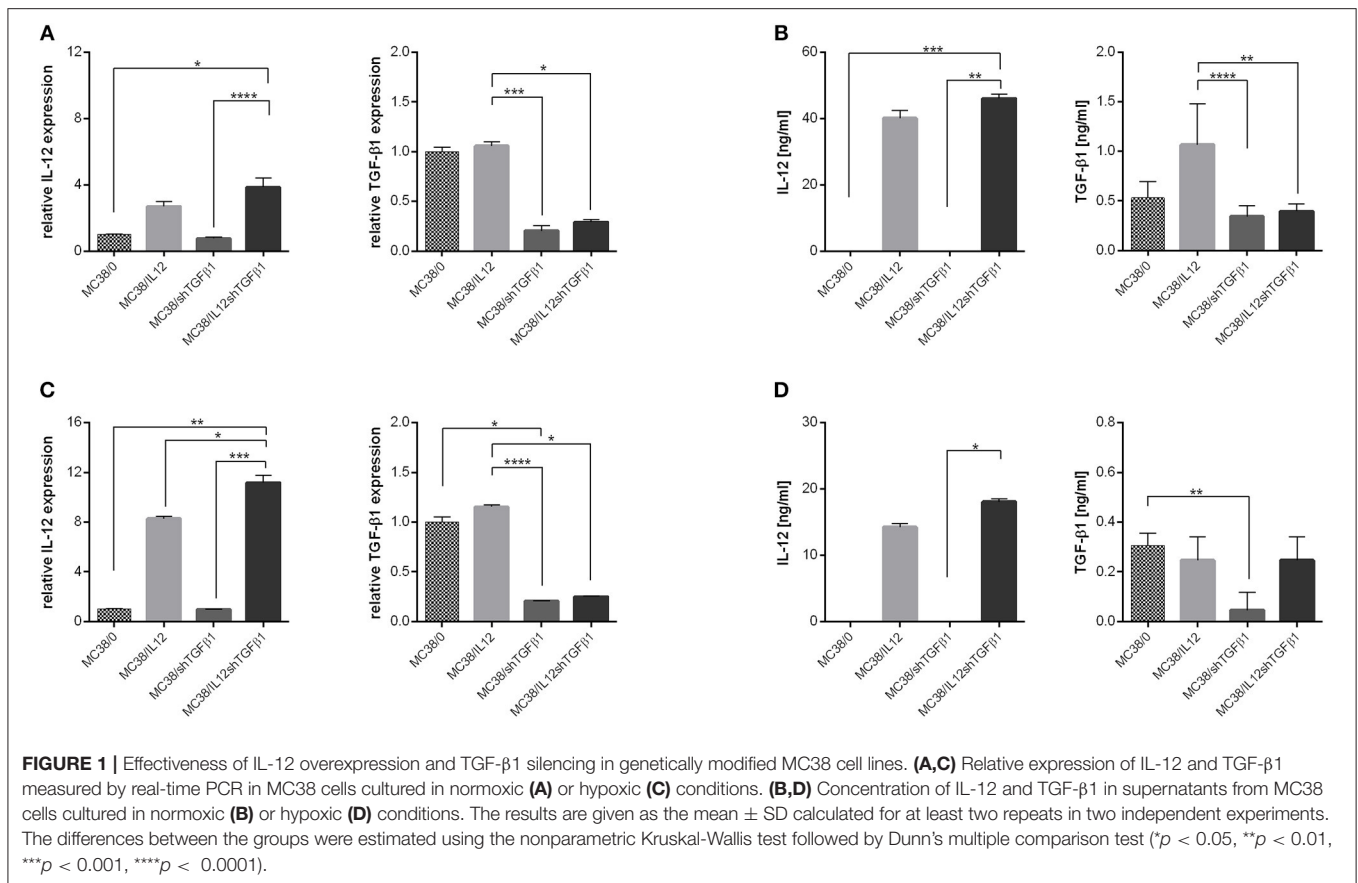 A
relative IL-12 expression
12
8
4
0
*
****
MC38/0
MC38/IL12
MC38/shTGFβ1
MC38/IL12shTGFβ1
relative TGF-β1 expression
2.0
1.5
1.0
0.5
0.0
*
***
MC38/0
MC38/IL12
MC38/shTGFβ1
MC38/IL12shTGFβ1
B
IL-12 [ng/ml]
60
40
20
0
***
**
MC38/0
MC38/IL12
MC38/shTGFβ1
MC38/IL12shTGFβ1
TGF-β1 [ng/ml]
2.0
1.5
1.0
0.5
0.0
**
****
MC38/0
MC38/IL12
MC38/shTGFβ1
MC38/IL12shTGFβ1
C
relative IL-12 expression
16
12
8
4
0
**
*
***
MC38/0
MC38/IL12
MC38/shTGFβ1
MC38/IL12shTGFβ1
relative TGF-β1 expression
2.0
1.5
1.0
0.5
0.0
*
*
****
MC38/0
MC38/IL12
MC38/shTGFβ1
MC38/IL12shTGFβ1
D
IL-12 [ng/ml]
30
20
10
0
*
MC38/0
MC38/IL12
MC38/shTGFβ1
MC38/IL12shTGFβ1
TGF-β1 [ng/ml]
0.8
0.6
0.4
0.2
0.0
**
MC38/0
MC38/IL12
MC38/shTGFβ1
MC38/IL12shTGFβ1
FIGURE 1 | Effectiveness of IL-12 overexpression and TGF-β1 silencing in genetically modified MC38 cell lines. (A,C) Relative expression of IL-12 and TGF-β1
measured by real-time PCR in MC38 cells cultured in normoxic (A) or hypoxic (C) conditions. (B,D) Concentration of IL-12 and TGF-β1 in supernatants from MC38
cells cultured in normoxic (B) or hypoxic (D) conditions. The results are given as the mean ± SD calculated for at least two repeats in two independent experiments.
The differences between the groups were estimated using the nonparametric Kruskal-Wallis test followed by Dunn's multiple comparison test (*p < 0.05, **p < 0.01,
***p < 0.001, ****p < 0.0001).